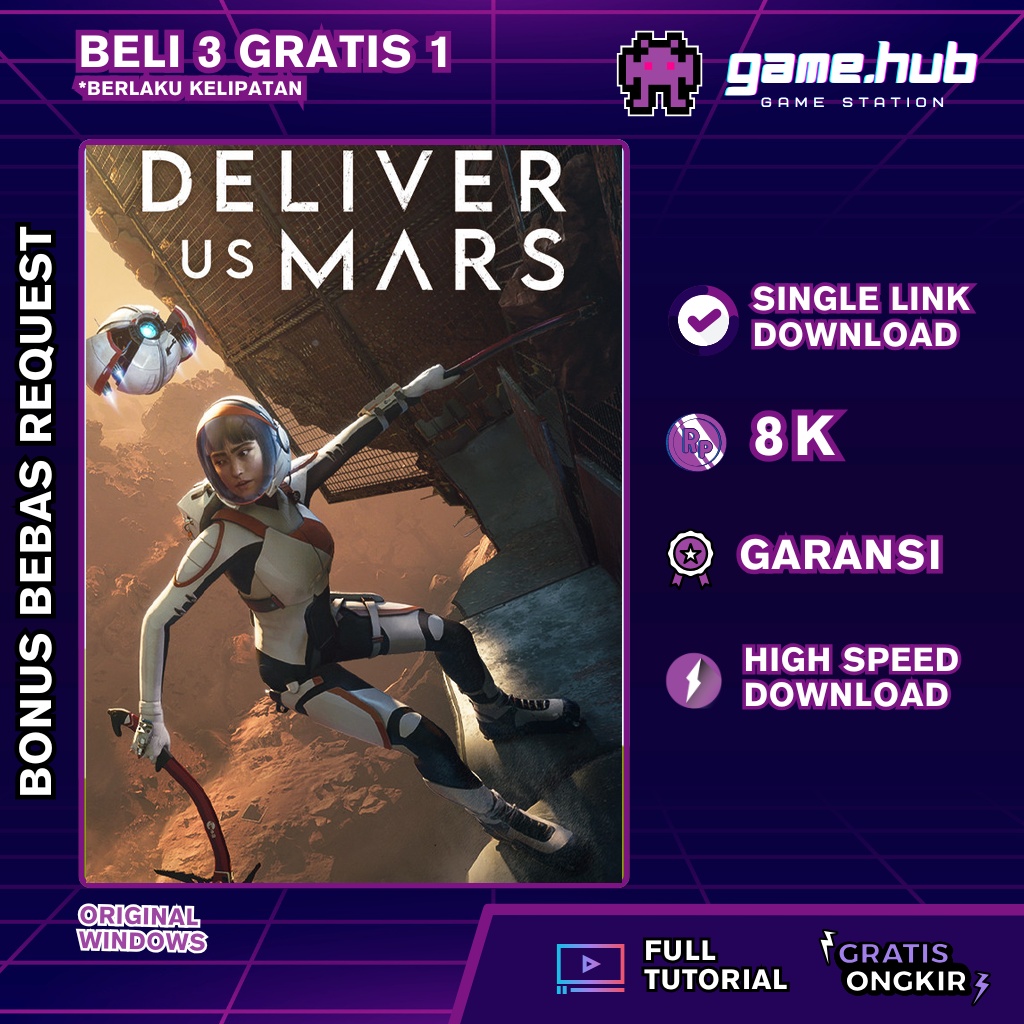 BELI 3 GRATIS 1
*BERLAKU KELIPATAN
game.hub
GAME STATION
DELIVER
US MARS
BONUS BEBAS REQUEST
SINGLE LINK
DOWNLOAD
RP
8K
GARANSI
HIGH SPEED
DOWNLOAD
ORIGINAL
WINDOWS
FULL
TUTORIAL
GRATIS
ONGKIR